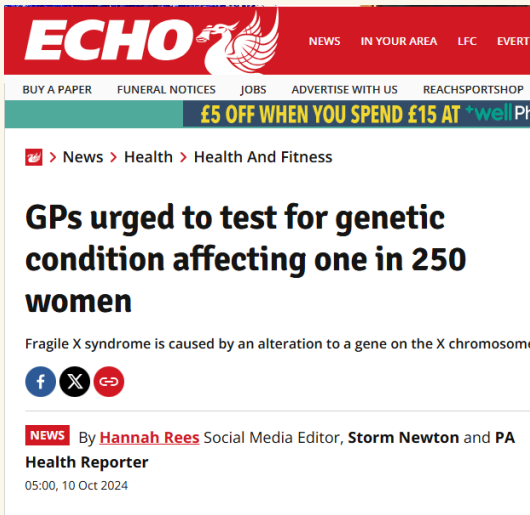 ECHO
NEWS IN YOUR AREA LFC EVERT
BUY A PAPER FUNERAL NOTICES JOBS ADVERTISE WITH US REACHSPORTSHOP
£5 OFF WHEN YOU SPEND £15 AT +well Ph
> News > Health > Health And Fitness
GPs urged to test for genetic
condition affecting one in 250
women
Fragile X syndrome is caused by an alteration to a gene on the X chromosome
NEWS By Hannah Rees Social Media Editor, Storm Newton and PA
Health Reporter
05:00, 10 Oct 2024